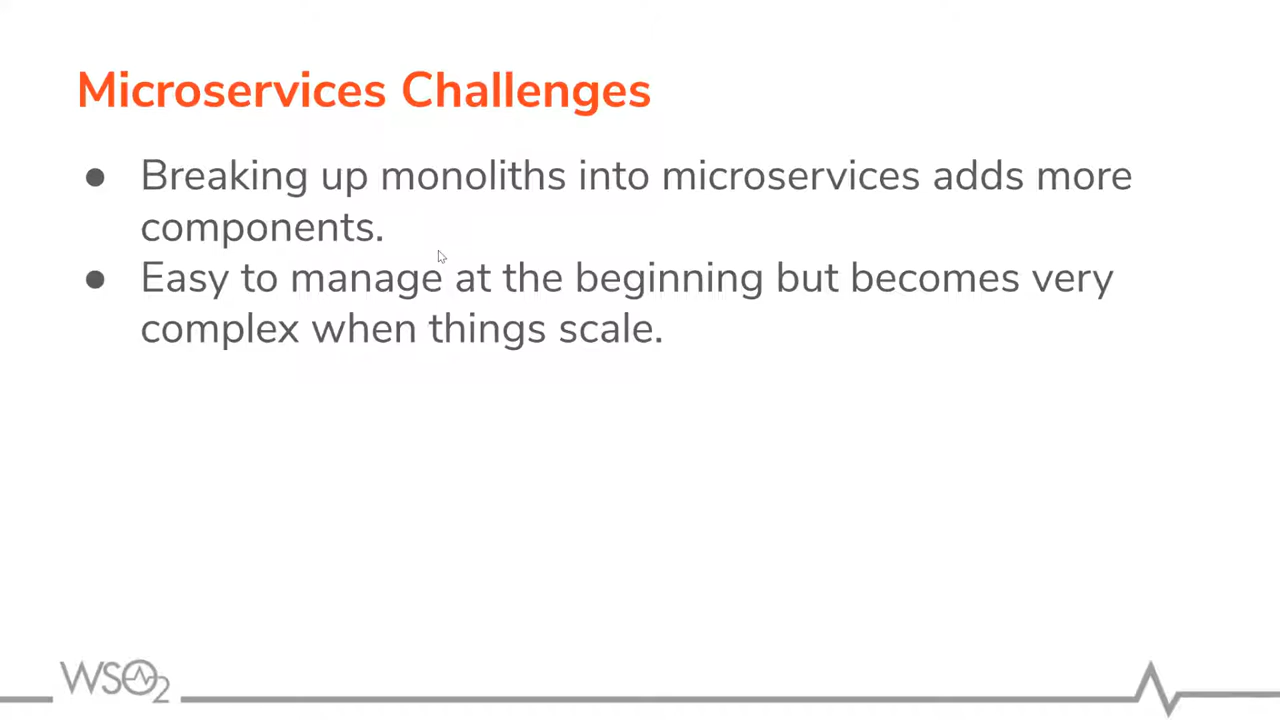 Microservices Challenges
● Breaking up monoliths into microservices adds more
components.
● Easy to manage at the beginning but becomes very
complex when things scale.
WSO2